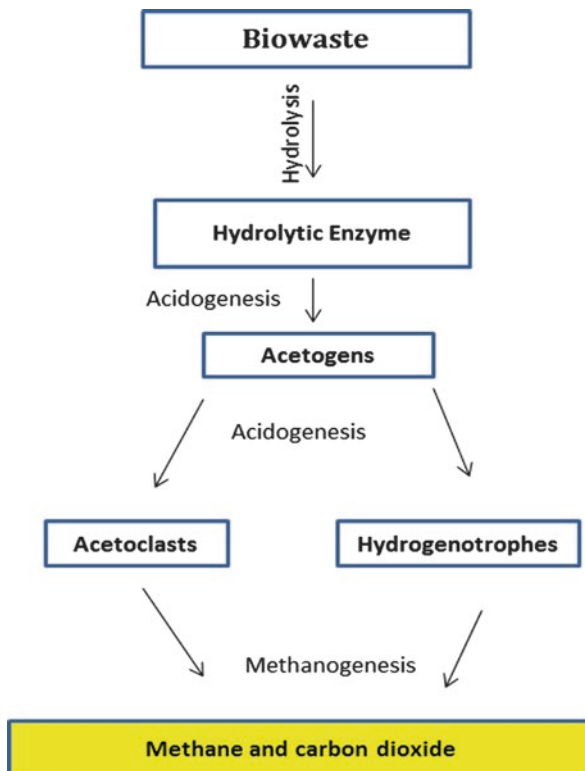 Biowaste
Hydrolysis
Hydrolytic Enzyme
Acidogenesis
Acetogens
Acidogenesis
Acetoclasts
Hydrogenotrophes
Methanogenesis
Methane and carbon dioxide